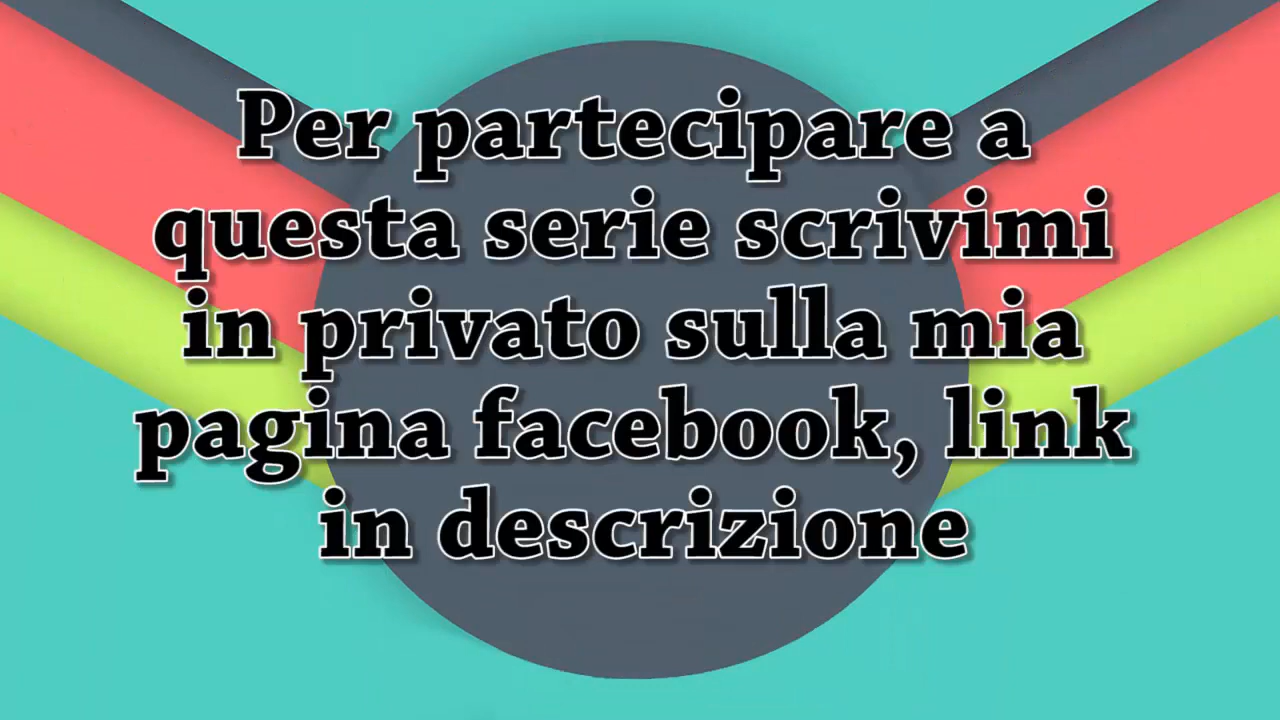 Per partecipare a
questa serie scrivimi
in privato sulla mia
pagina facebook, link
in descrizione